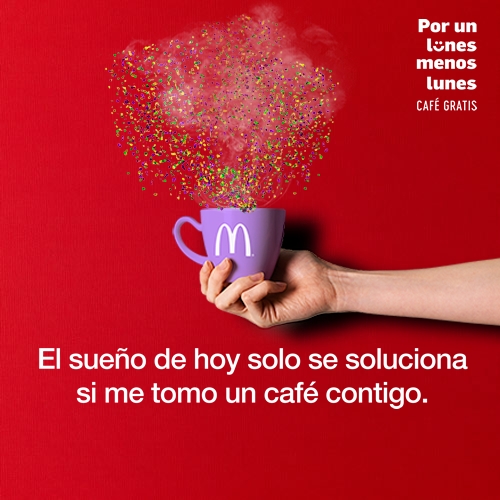 Por un
lunes
menos
lunes
CAFÉ GRATIS
M
El sueño de hoy solo se soluciona
si me tomo un café contigo.